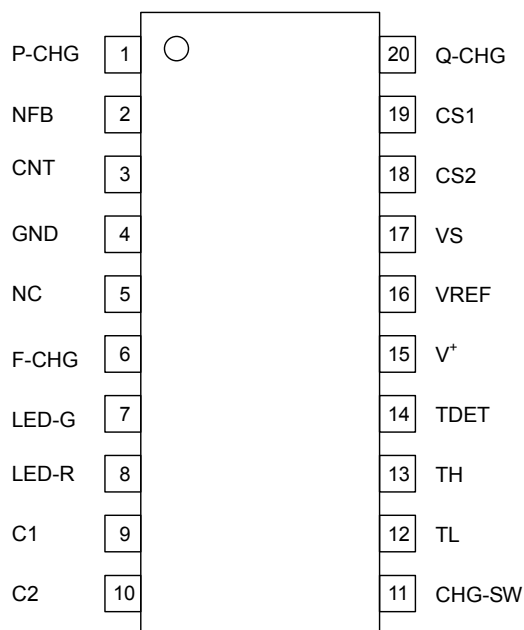 P-CHG 1 20 Q-CHG
NFB 2 19 CS1
CNT 3 18 CS2
GND 4 17 VS
NC 5 16 VREF
F-CHG 6 15 V⁺
LED-G 7 14 TDET
LED-R 8 13 TH
C1 9 12 TL
C2 10 11 CHG-SW